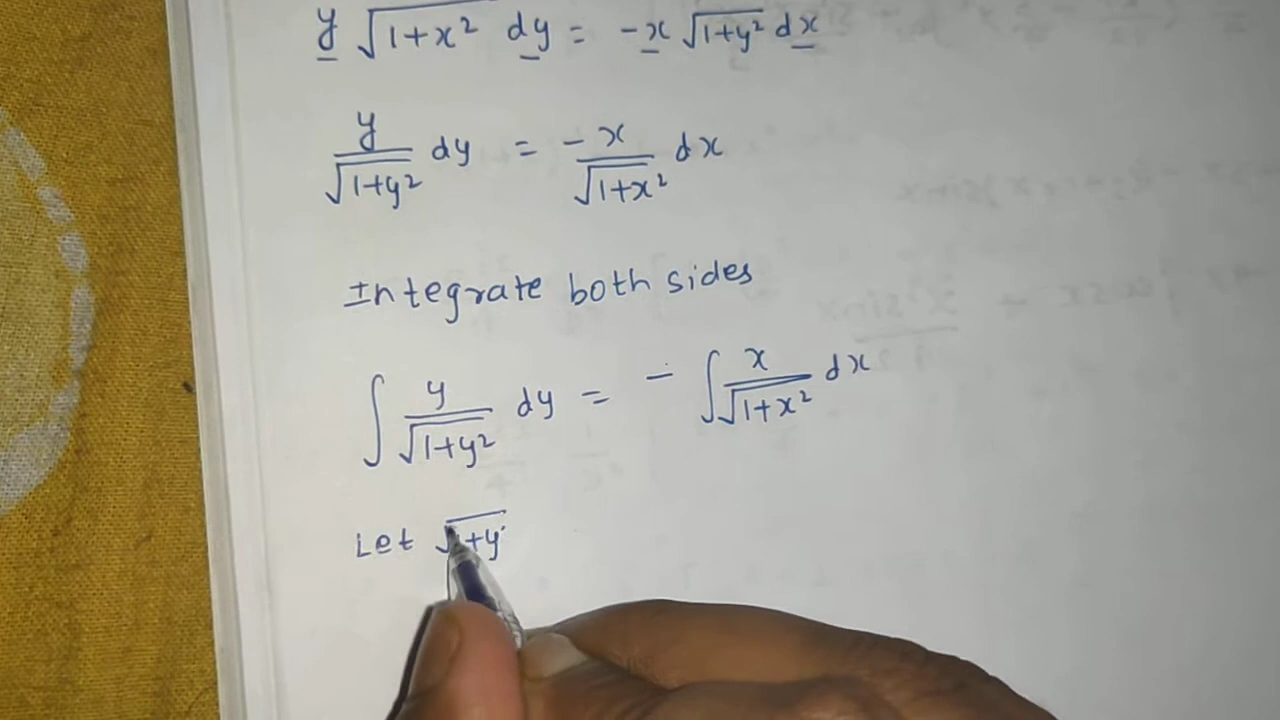 y √1+x² dy = -x √1+y² dx
y/√1+y² dy = -x/√1+x² dx
Integrate both sides
∫ y/√1+y² dy = - ∫ x/√1+x² dx
Let √1+y²